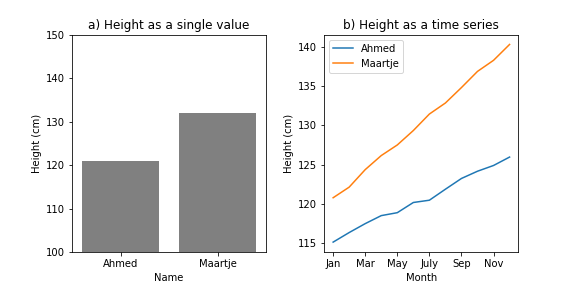 a) Height as a single value
150
140
130
120
110
100
Height (cm)
Ahmed
Maartje
Name
b) Height as a time series
140
135
130
125
120
115
Height (cm)
Ahmed
Maartje
Jan
Mar
May
July
Sep
Nov
Month